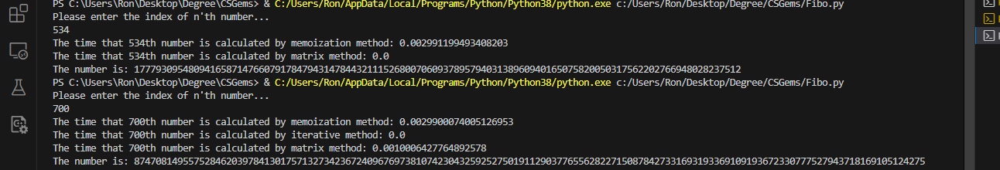 PS C:\Users\Ron\Desktop\Degree\CSGems> & C:/Users/Ron/AppData/Local/Programs/Python/Python38/python.exe c:/Users/Ron/Desktop/Degree/CSGems/Fibo.py
Please enter the index of n'th number...
534
The time that 534th number is calculated by memoization method: 0.002991199493408203
The time that 534th number is calculated by matrix method: 0.0
The number is: 1777930954809416587147660791784794314784432111526800706093789579403138960940165075820050317562202766948028237512
PS C:\Users\Ron\Desktop\Degree\CSGems> & C:/Users/Ron/AppData/Local/Programs/Python/Python38/python.exe c:/Users/Ron/Desktop/Degree/CSGems/Fibo.py
Please enter the index of n'th number...
700
The time that 700th number is calculated by memoization method: 0.0029900074005126953
The time that 700th number is calculated by iterative method: 0.0
The time that 700th number is calculated by matrix method: 0.0010006427764892578
The number is: 87470814955752846203978413017571327342367240967697381074230432592527501911290377655628227150878427331693193369109193672330777527943718169105124275